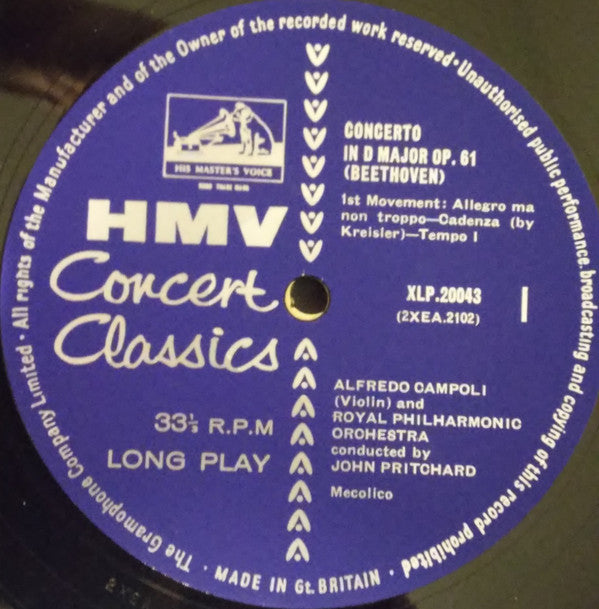 The Gramophone Company Limited · All rights of the Manufacturer and of the Owner of the recorded work reserved · Unauthorised public performance, broadcasting and copying of this record prohibited
HIS MASTER'S VOICE
HMV
Concert
Classics
33⅓ R.P.M
LONG PLAY
CONCERTO
IN D MAJOR OP. 61
(BEETHOVEN)
1st Movement: Allegro ma
non troppo—Cadenza (by
Kreisler)—Tempo I
XLP.20043
(2XEA.2102)
1
ALFREDO CAMPOLI
(Violin) and
ROYAL PHILHARMONIC
ORCHESTRA
conducted by
JOHN PRITCHARD
Mecolico
· MADE IN Gt. BRITAIN ·